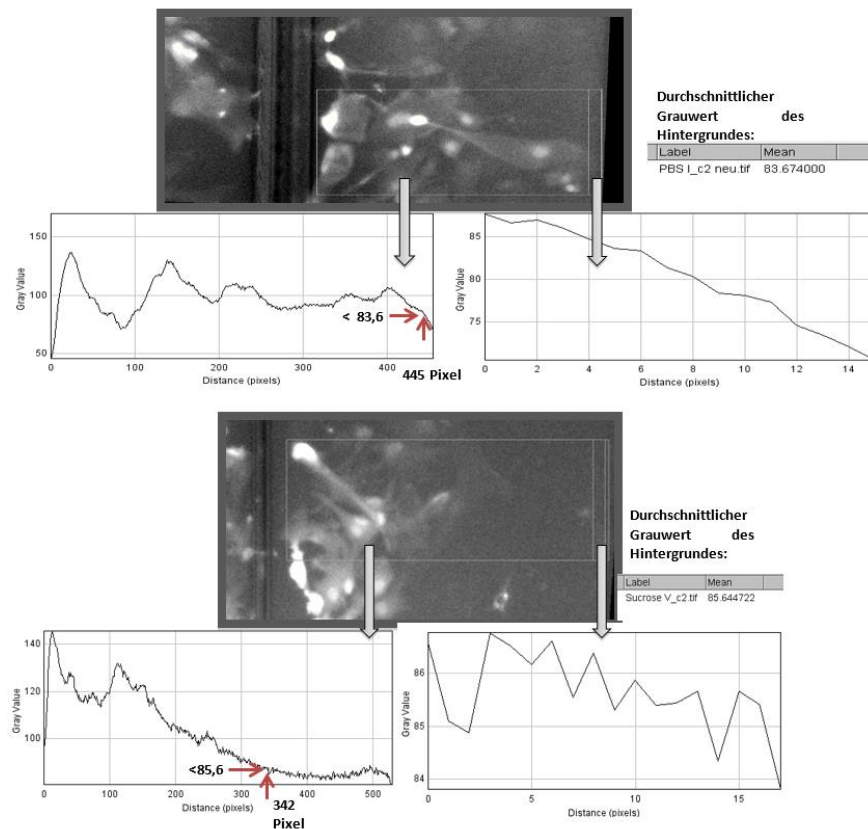 Durchschnittlicher
Grauwert des
Hintergrundes:
Label Mean
PBS I_c2 neu.tif 83.674000
150
100
50
Gray Value
< 83,6
0 100 200 300 400
Distance (pixels)
445 Pixel
85
80
75
Gray Value
0 2 4 6 8 10 12 14
Distance (pixels)
Durchschnittlicher
Grauwert des
Hintergrundes:
Label Mean
Sucrose V_c2.tif 85.644722
140
120
100
Gray Value
<85,6
0 100 200 300 400 500
Distance (pixels)
342
Pixel
86
85
84
Gray Value
0 5 10 15
Distance (pixels)